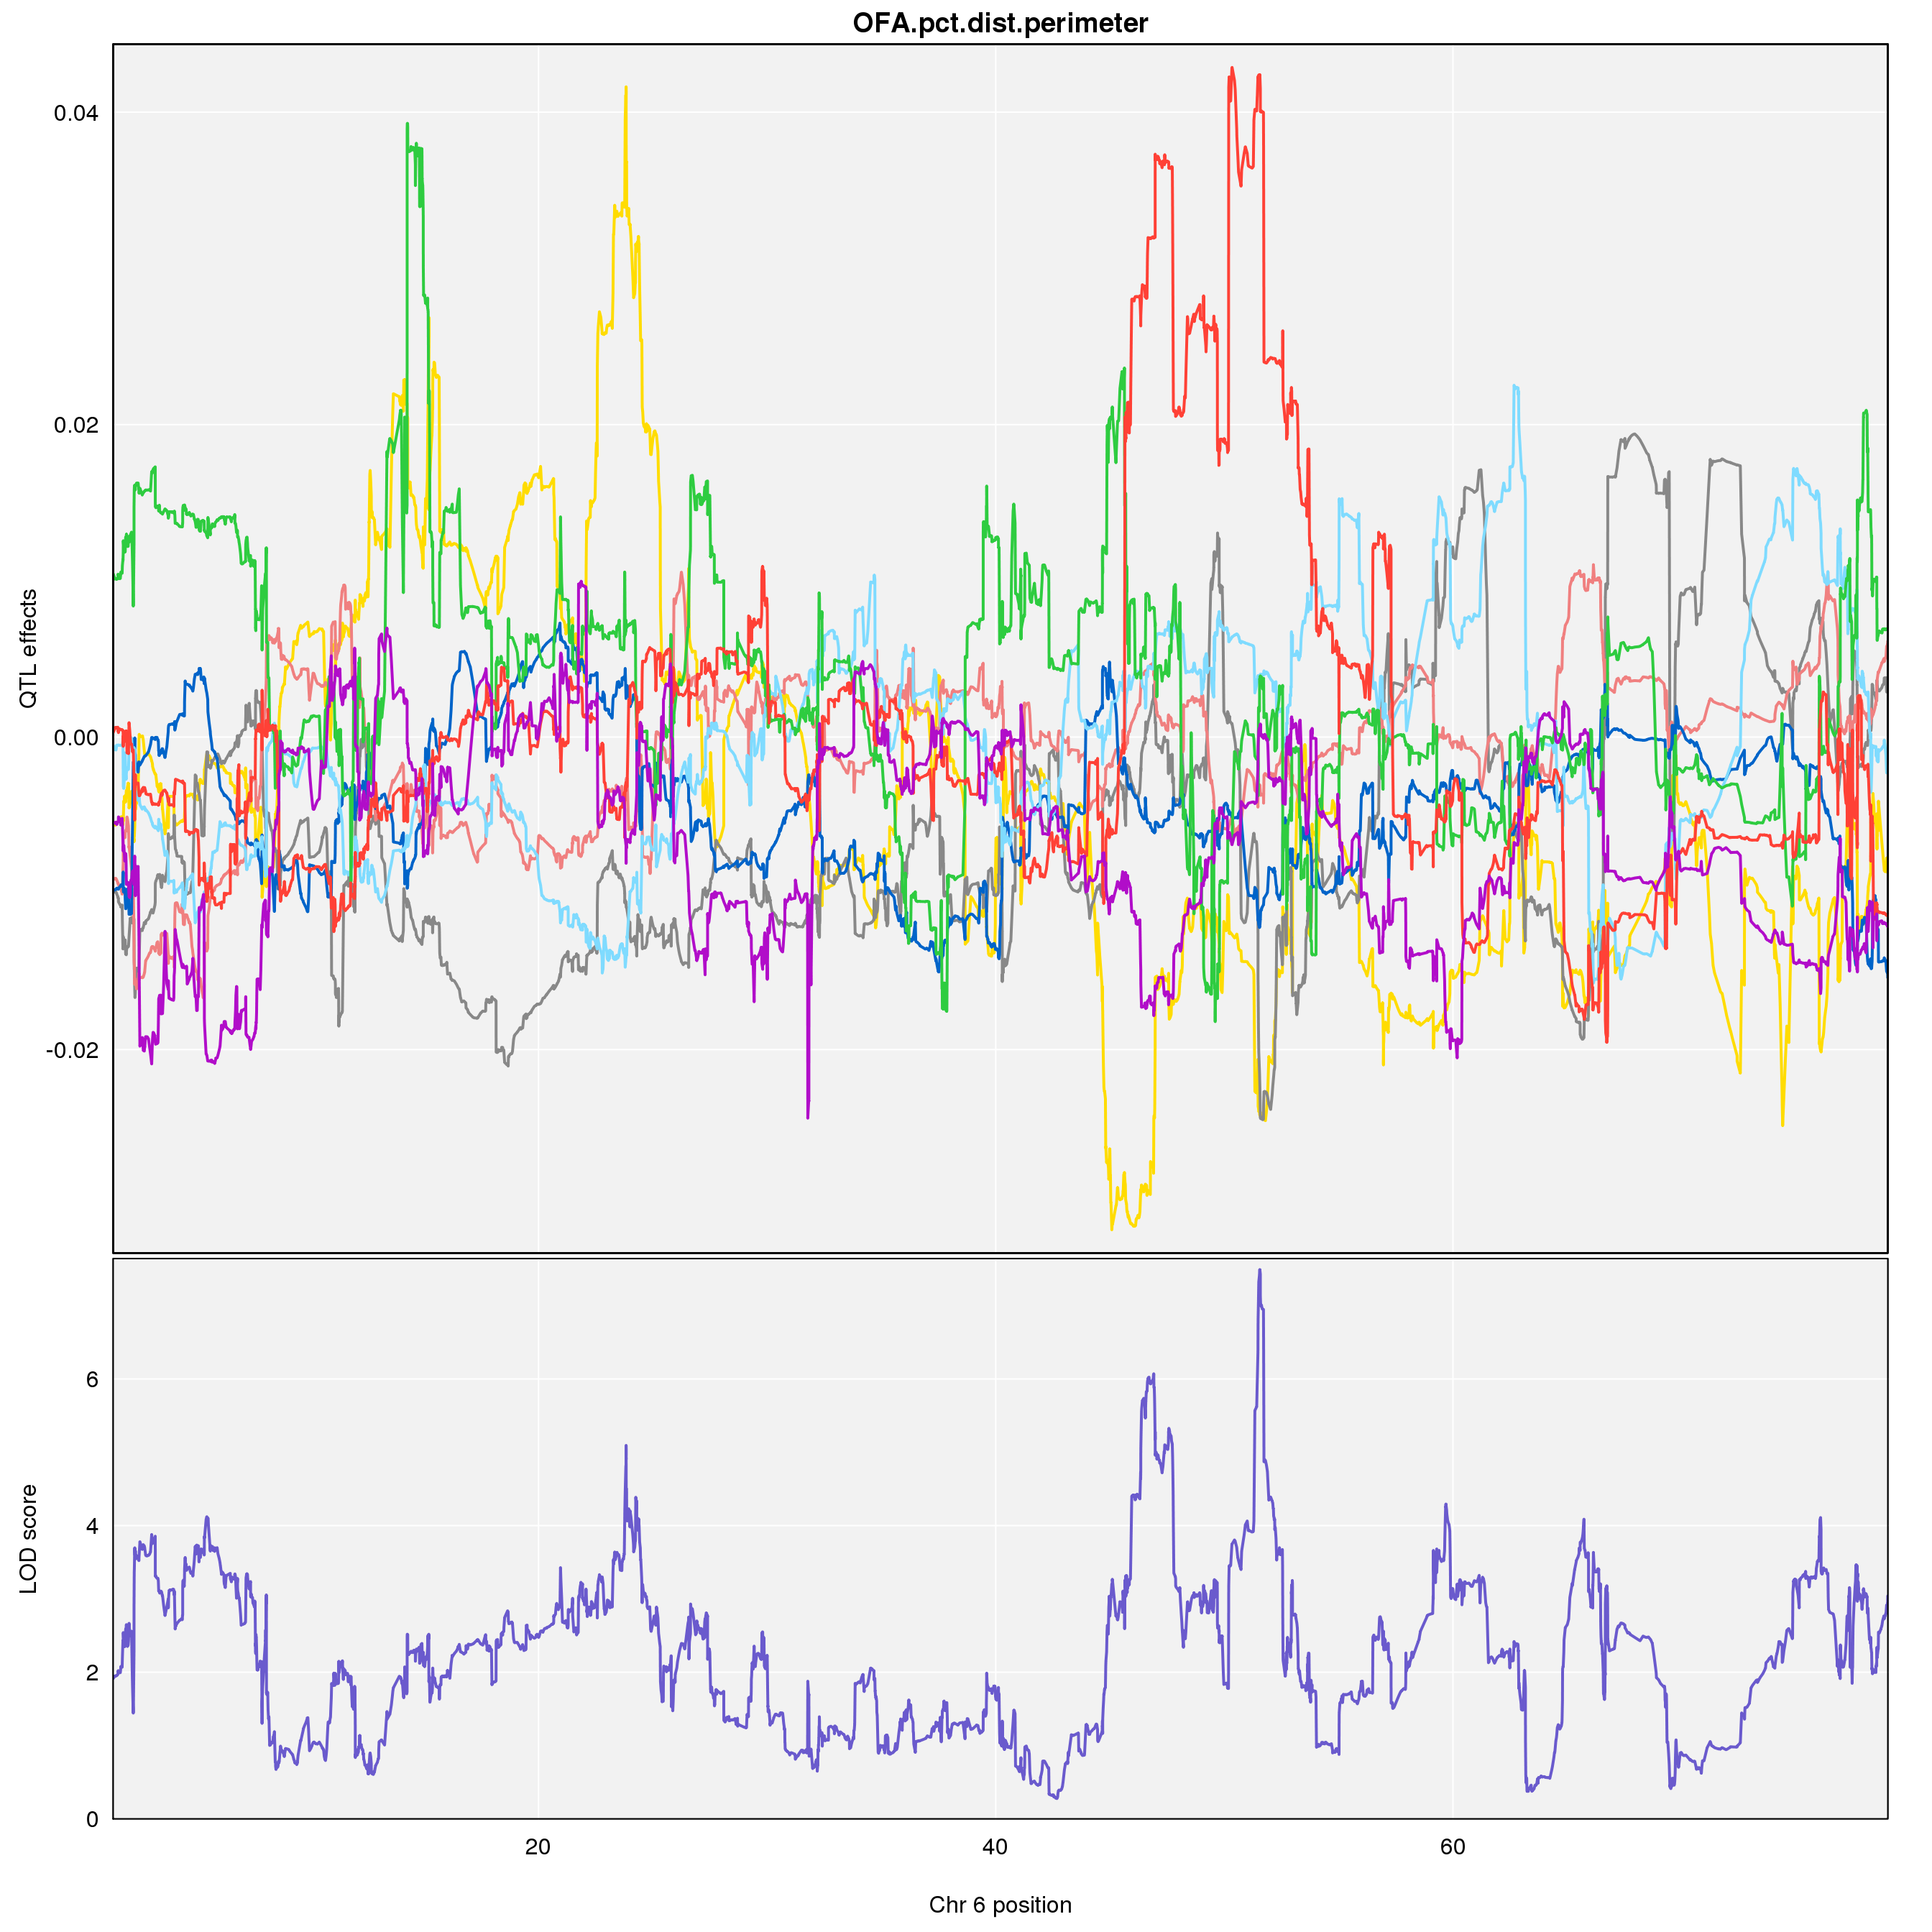 OFA.pct.dist.perimeter
0.04
0.02
0.00
-0.02
QTL effects
6
4
2
0
LOD score
20 40 60
Chr 6 position